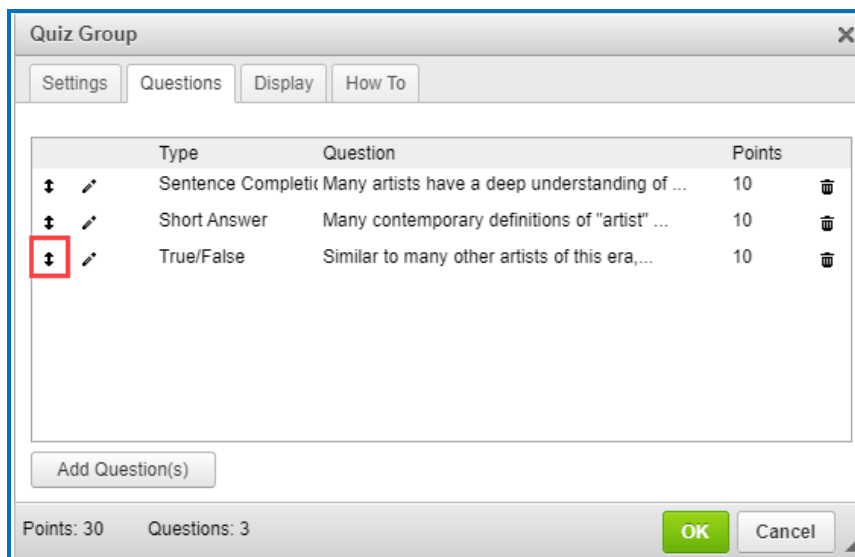 Quiz Group
Settings Questions Display How To
Type Question Points
Sentence Completic Many artists have a deep understanding of ... 10
Short Answer Many contemporary definitions of "artist" ... 10
True/False Similar to many other artists of this era,... 10
Add Question(s)
Points: 30 Questions: 3 OK Cancel